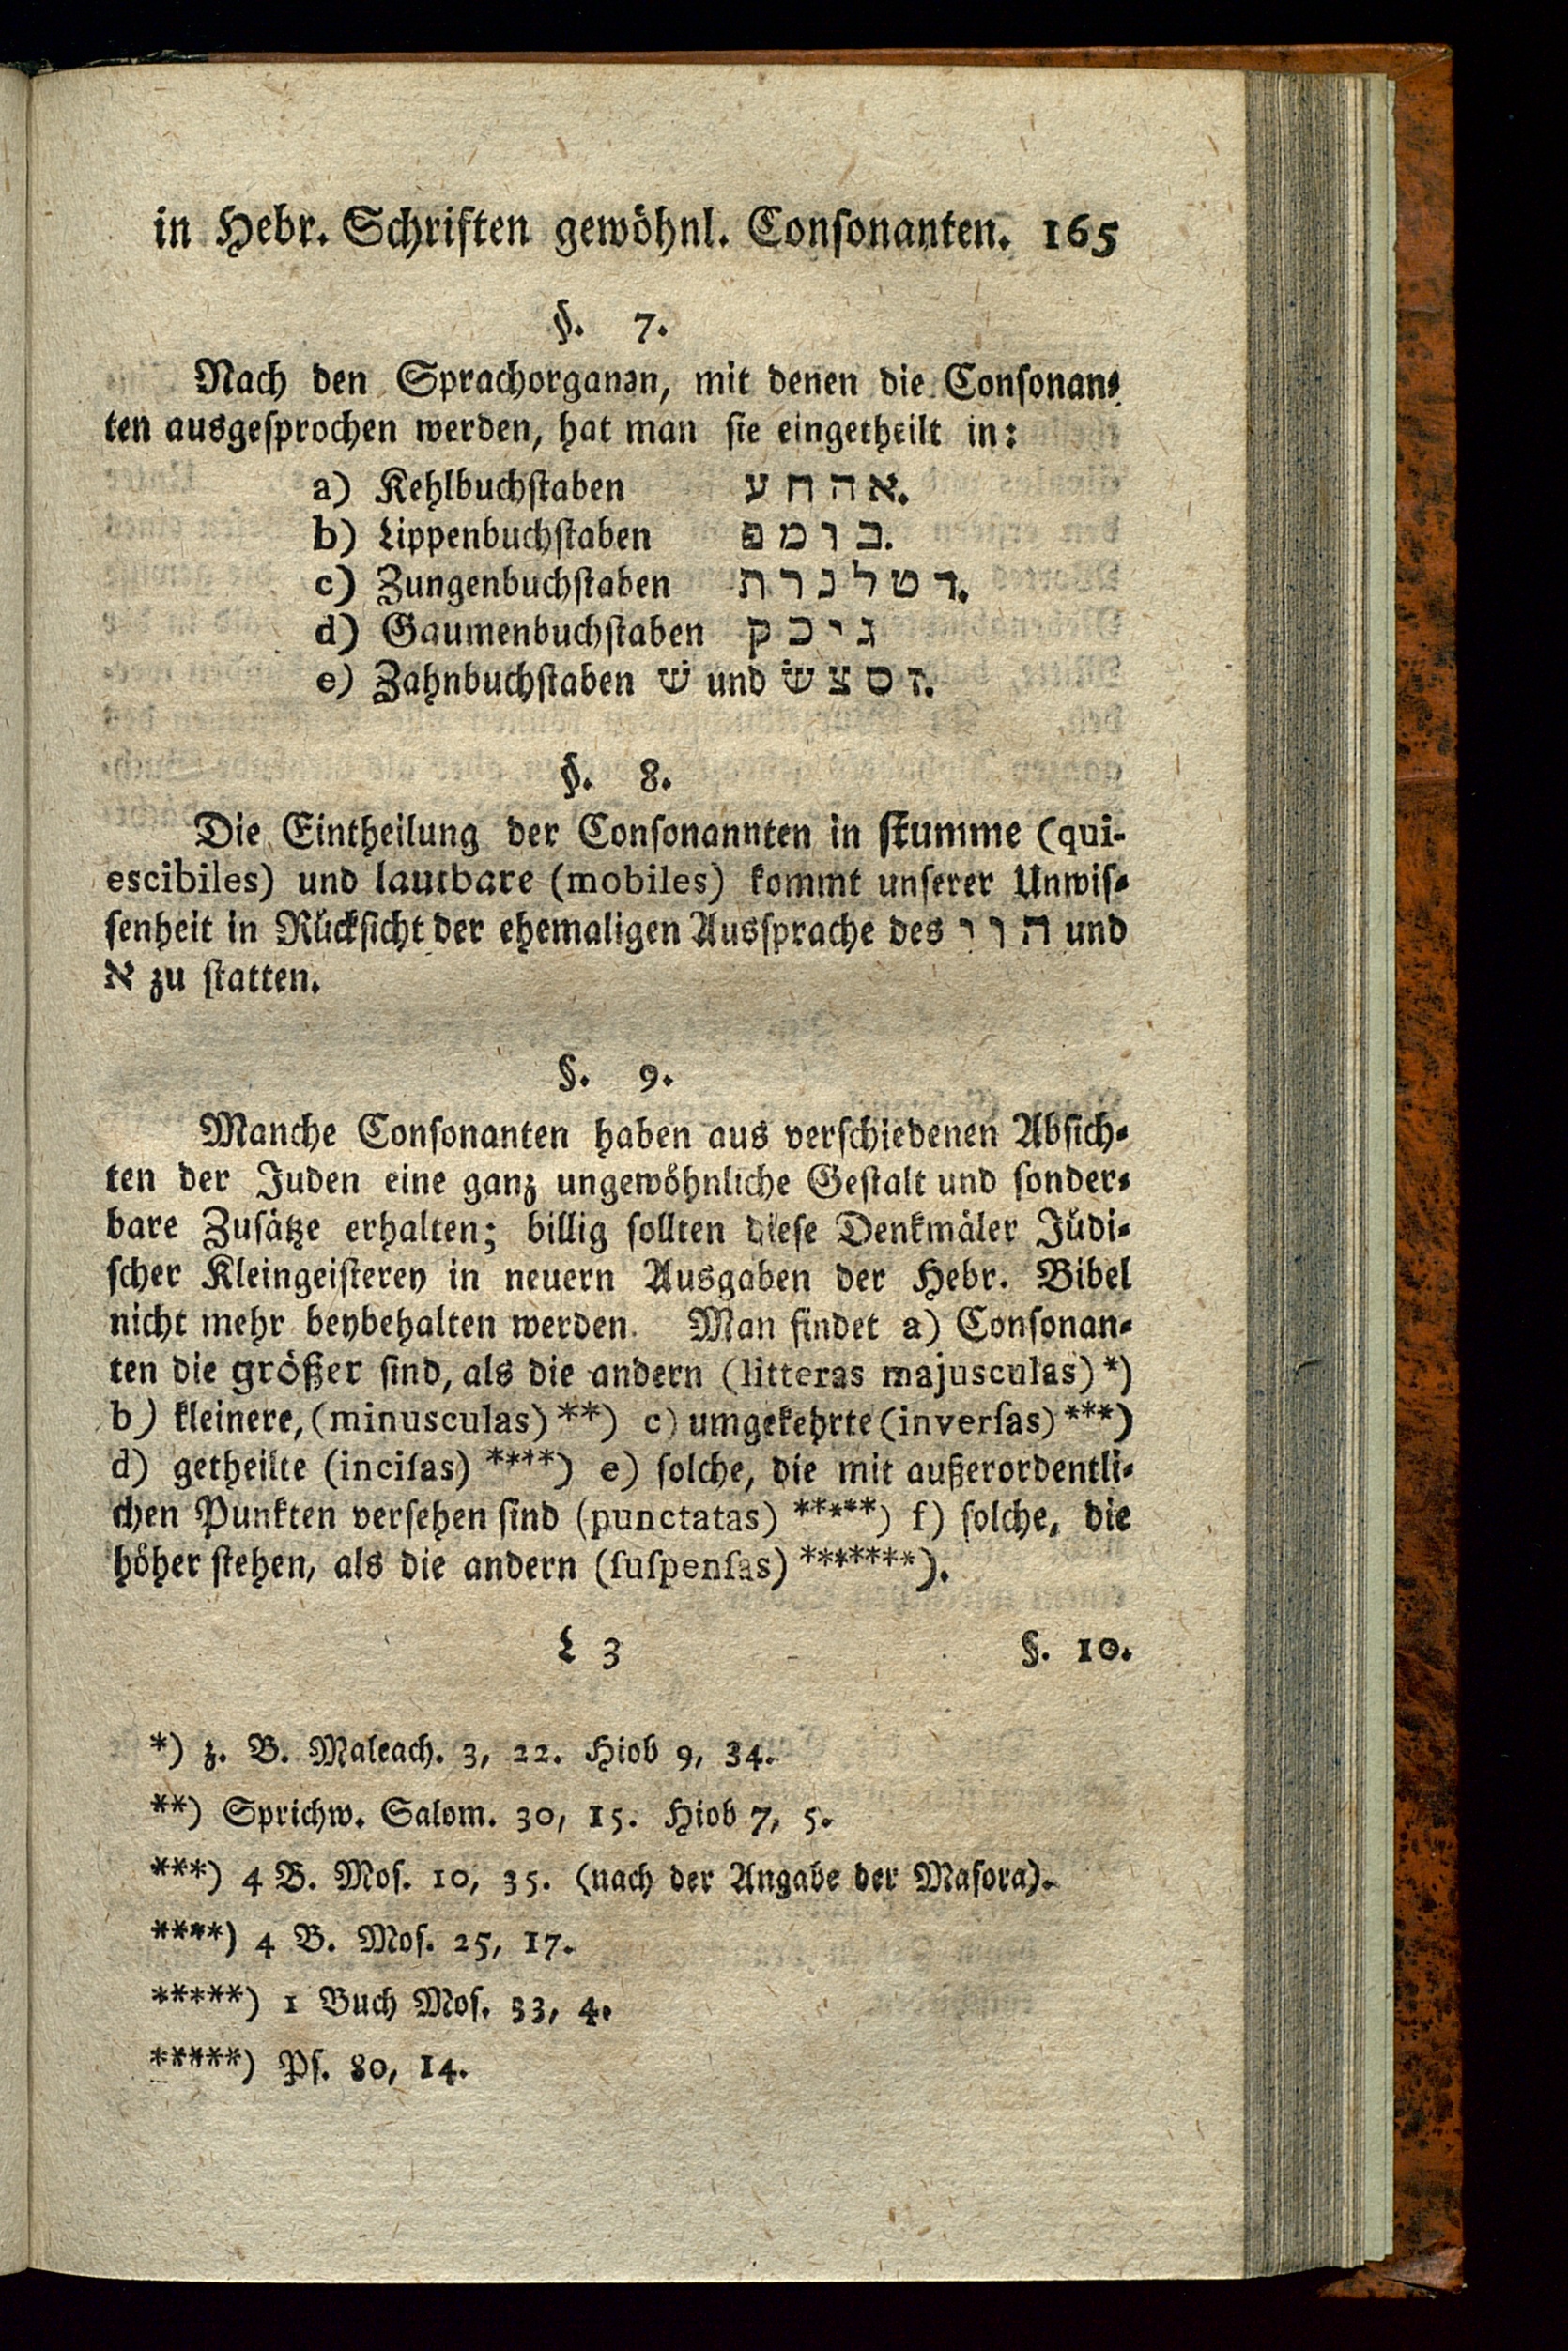 in Hebr. Schriften gewöhnl. Consonanten. 165
§. 7.
Nach den Sprachorganen, mit denen die Consonan-
ten ausgesprochen werden, hat man sie eingetheilt in:
a) Kehlbuchstaben אהחע.
b) Lippenbuchstaben בומפ.
c) Zungenbuchstaben דטלנרת.
d) Gaumenbuchstaben גיכק
e) Zahnbuchstaben שׁ und זסצשׂ.
§. 8.
Die Eintheilung der Consonannten in stumme (qui-
escibiles) und lautbare (mobiles) kommt unserer Unwis-
senheit in Rücksicht der ehemaligen Aussprache des הוי und
א zu statten.
§. 9.
Manche Consonanten haben aus verschiedenen Absich-
ten der Juden eine ganz ungewöhnliche Gestalt und sonder-
bare Zusätze erhalten; billig sollten diese Denkmäler Jüdi-
scher Kleingeisterey in neuern Ausgaben der Hebr. Bibel
nicht mehr beybehalten werden. Man findet a) Consonan-
ten die größer sind, als die andern (litteras majusculas) *)
b) kleinere, (minusculas) **) c) umgekehrte (inverſas) ***)
d) getheilte (inciſas) ****) e) solche, die mit außerordentli-
chen Punkten versehen sind (punctatas) *****) f) solche, die
höher stehen, als die andern (ſuſpenſas) *******).
L 3 §. 10.
*) z. B. Maleach. 3, 22. Hiob 9, 34.
**) Sprichw. Salom. 30, 15. Hiob 7, 5.
***) 4 B. Mos. 10, 35. (nach der Angabe der Masora).
****) 4 B. Mos. 25, 17.
*****) 1 Buch Mos. 33, 4.
*****) Ps. 80, 14.